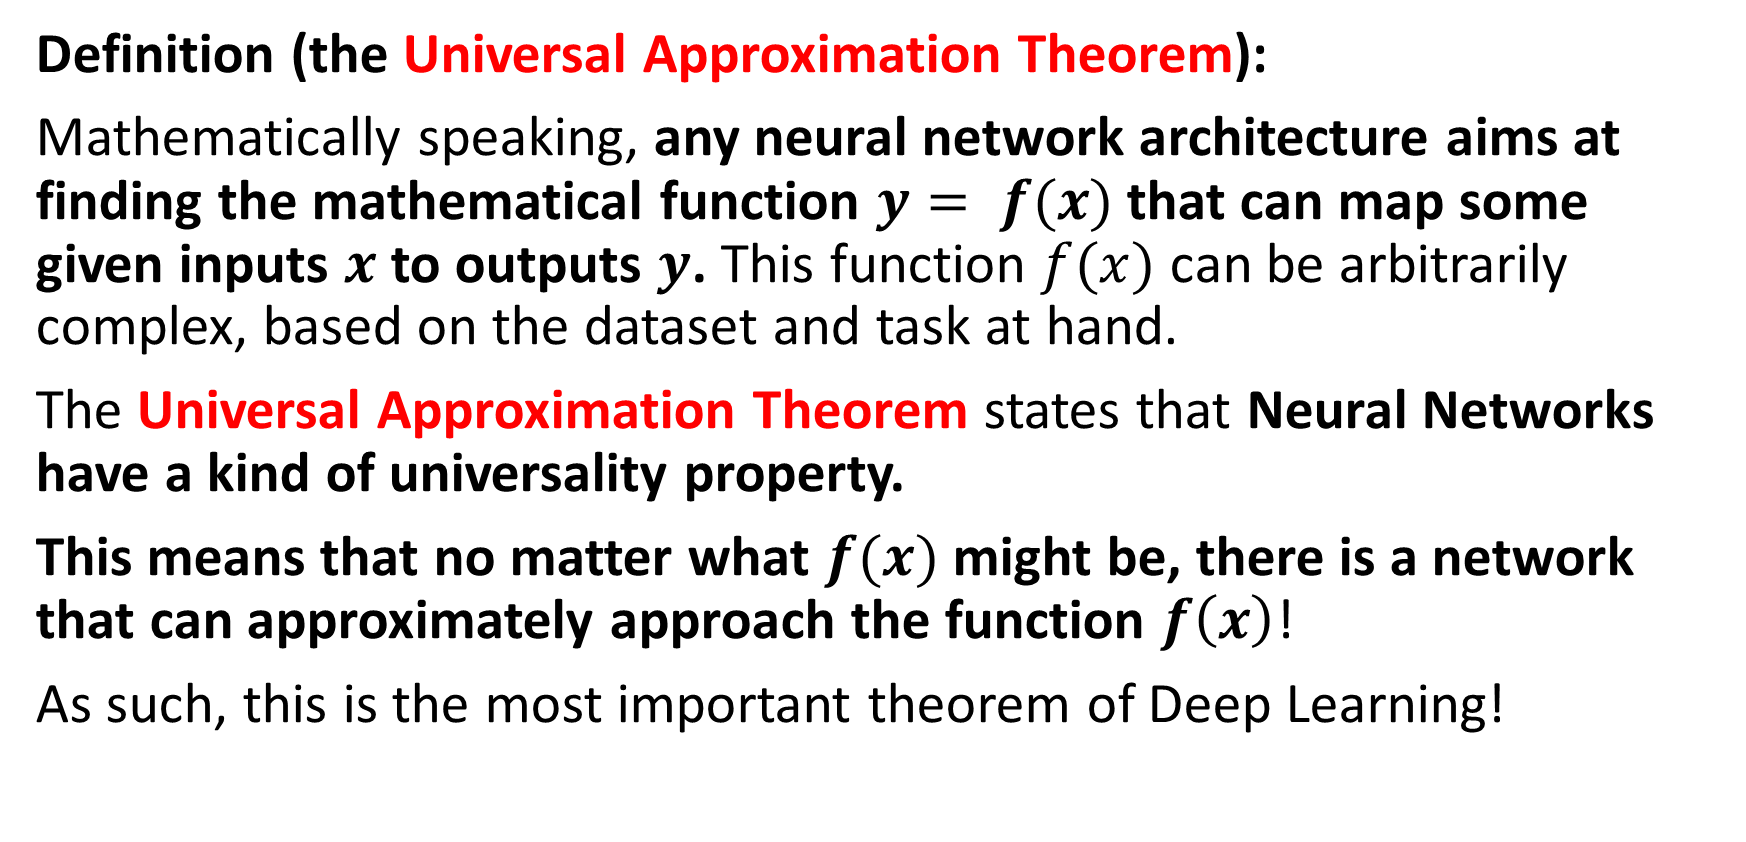 Definition (the Universal Approximation Theorem):
Mathematically speaking, any neural network architecture aims at
finding the mathematical function y = f(x) that can map some
given inputs x to outputs y. This function f(x) can be arbitrarily
complex, based on the dataset and task at hand.
The Universal Approximation Theorem states that Neural Networks
have a kind of universality property.
This means that no matter what f(x) might be, there is a network
that can approximately approach the function f(x)!
As such, this is the most important theorem of Deep Learning!